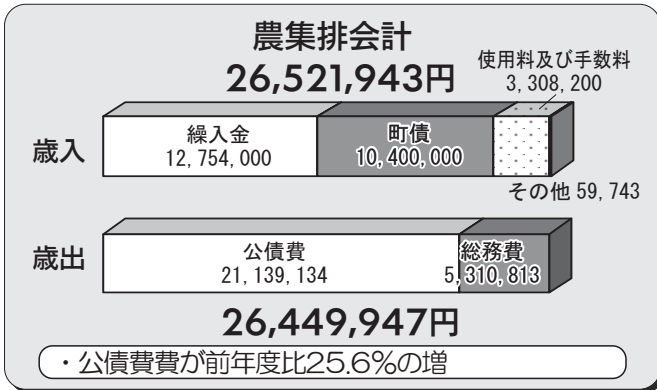 農集排会計
26,521,943円
使用料及び手数料
3,308,200
歳入
繰入金
12,754,000
町債
10,400,000
その他 59,743
歳出
公債費
21,139,134
総務費
5,310,813
26,449,947円
・公債費費が前年度比25.6%の増